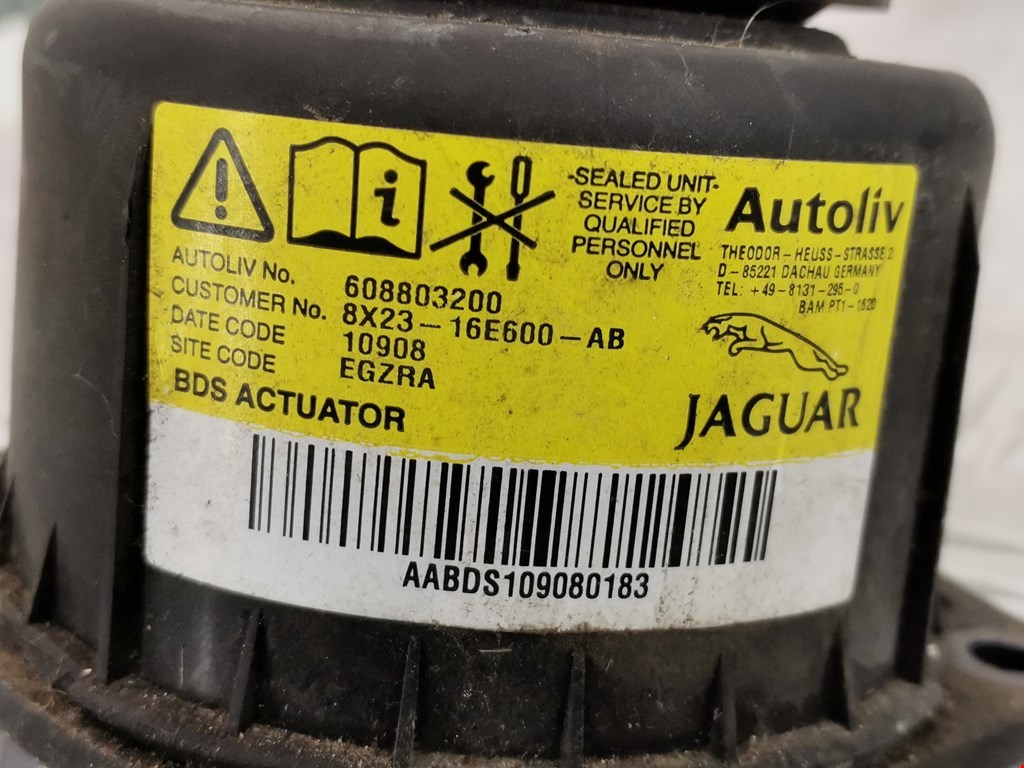 -SEALED UNIT-
SERVICE BY
QUALIFIED
PERSONNEL
ONLY
Autoliv
THEODOR-HEUSS-STRASSE 2
D-85221 DACHAU GERMANY
TEL: +49-8131-295-0
BAM PT1-1620
AUTOLIV No. 608803200
CUSTOMER No. 8X23-16E600-AB
DATE CODE 10908
SITE CODE EGZRA
BDS ACTUATOR
JAGUAR
AABDS109080183